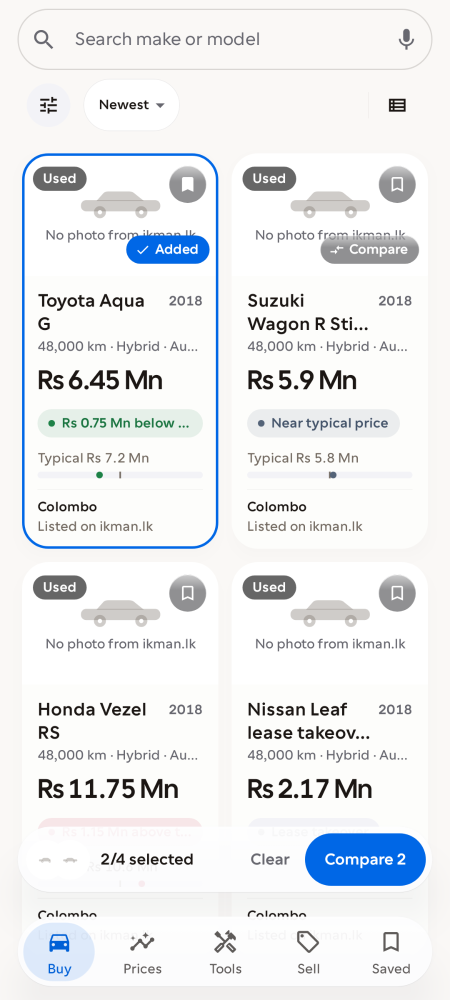 Search make or model
Newest
Used
No photo from ikman.lk
Added
Toyota Aqua 2018
G
48,000 km · Hybrid · Au...
Rs 6.45 Mn
Rs 0.75 Mn below ...
Typical Rs 7.2 Mn
Colombo
Listed on ikman.lk
Used
No photo from ikman.lk
Compare
Suzuki 2018
Wagon R Sti...
48,000 km · Hybrid · Au...
Rs 5.9 Mn
Near typical price
Typical Rs 5.8 Mn
Colombo
Listed on ikman.lk
Used
No photo from ikman.lk
Honda Vezel 2018
RS
48,000 km · Hybrid · Au...
Rs 11.75 Mn
Rs 1.15 Mn above t...
Colombo
Used
No photo from ikman.lk
Nissan Leaf 2018
lease takeov...
48,000 km · Hybrid · Au...
Rs 2.17 Mn
Colombo
2/4 selected
Clear
Compare 2
Buy
Prices
Tools
Sell
Saved